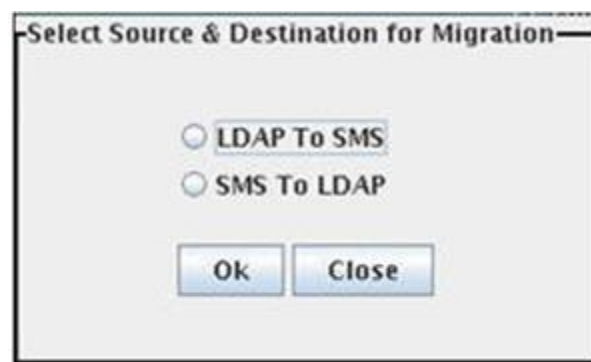 Select Source & Destination for Migration
LDAP To SMS
SMS To LDAP
Ok Close